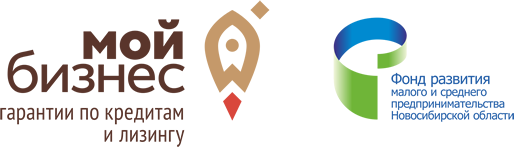 мой
бизнес
гарантии по кредитам
и лизингу
Фонд развития
малого и среднего
предпринимательства
Новосибирской области